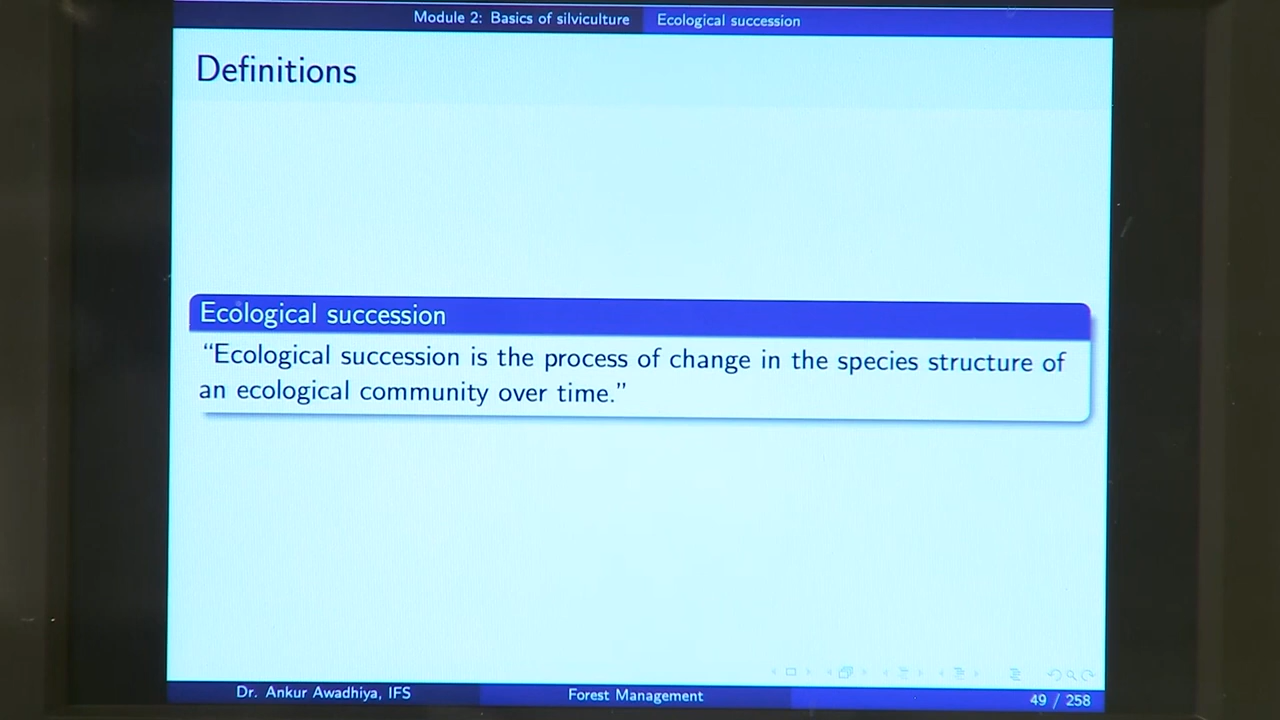 Module 2: Basics of silviculture Ecological succession
Definitions
Ecological succession
“Ecological succession is the process of change in the species structure of
an ecological community over time.”
Dr. Ankur Awadhiya, IFS Forest Management 49 / 258